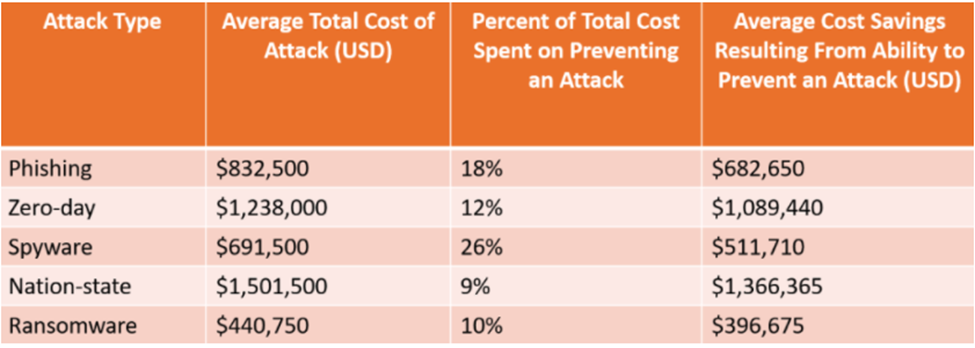 Attack Type
Average Total Cost of
Attack (USD)
Percent of Total Cost
Spent on Preventing
an Attack
Average Cost Savings
Resulting From Ability to
Prevent an Attack (USD)
Phishing $832,500 18% $682,650
Zero-day $1,238,000 12% $1,089,440
Spyware $691,500 26% $511,710
Nation-state $1,501,500 9% $1,366,365
Ransomware $440,750 10% $396,675